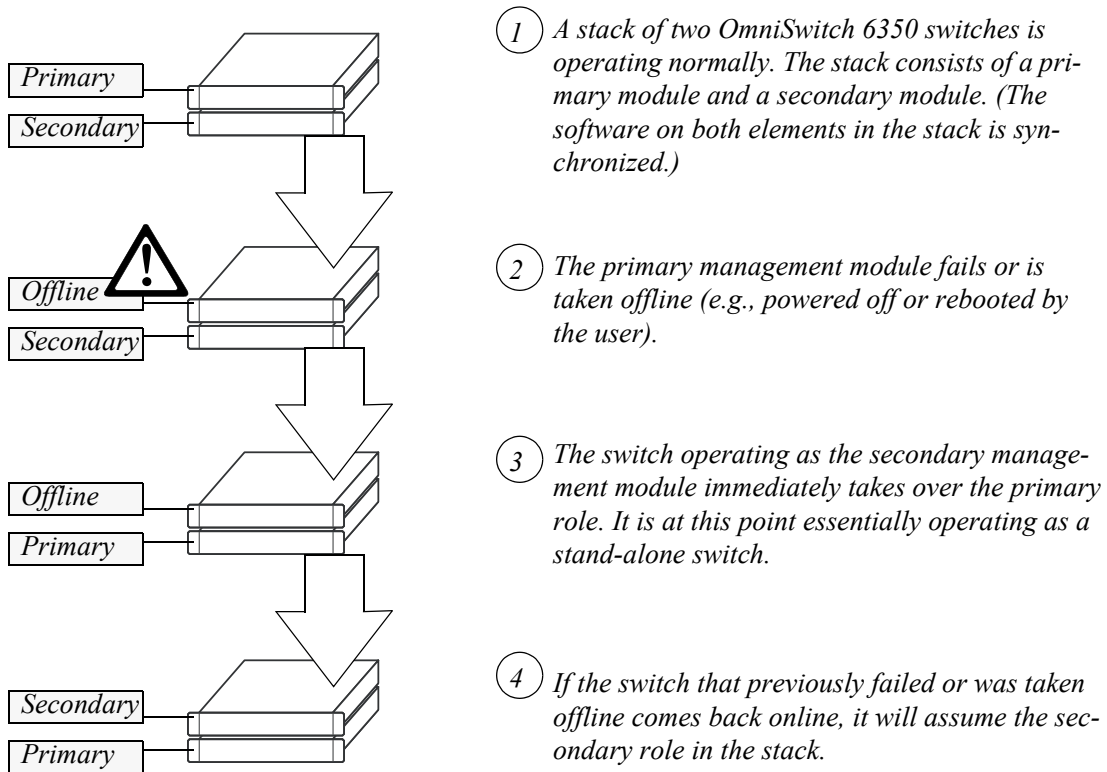 Primary
Secondary
1
A stack of two OmniSwitch 6350 switches is
operating normally. The stack consists of a pri-
mary module and a secondary module. (The
software on both elements in the stack is syn-
chronized.)
!
Offline
Secondary
2
The primary management module fails or is
taken offline (e.g., powered off or rebooted by
the user).
Offline
Primary
3
The switch operating as the secondary manage-
ment module immediately takes over the primary
role. It is at this point essentially operating as a
stand-alone switch.
Secondary
Primary
4
If the switch that previously failed or was taken
offline comes back online, it will assume the sec-
ondary role in the stack.